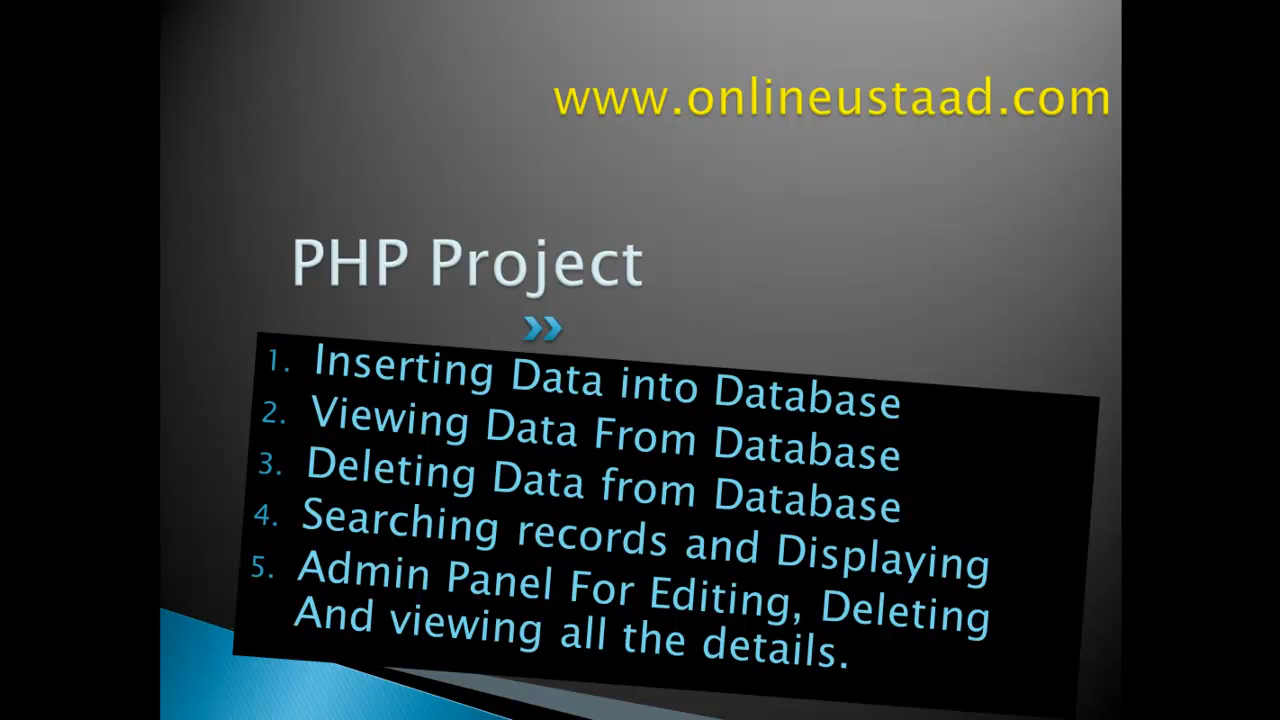 www.onlineustaad.com
PHP Project
1. Inserting Data into Database
2. Viewing Data From Database
3. Deleting Data from Database
4. Searching records and Displaying
5. Admin Panel For Editing, Deleting
And viewing all the details.